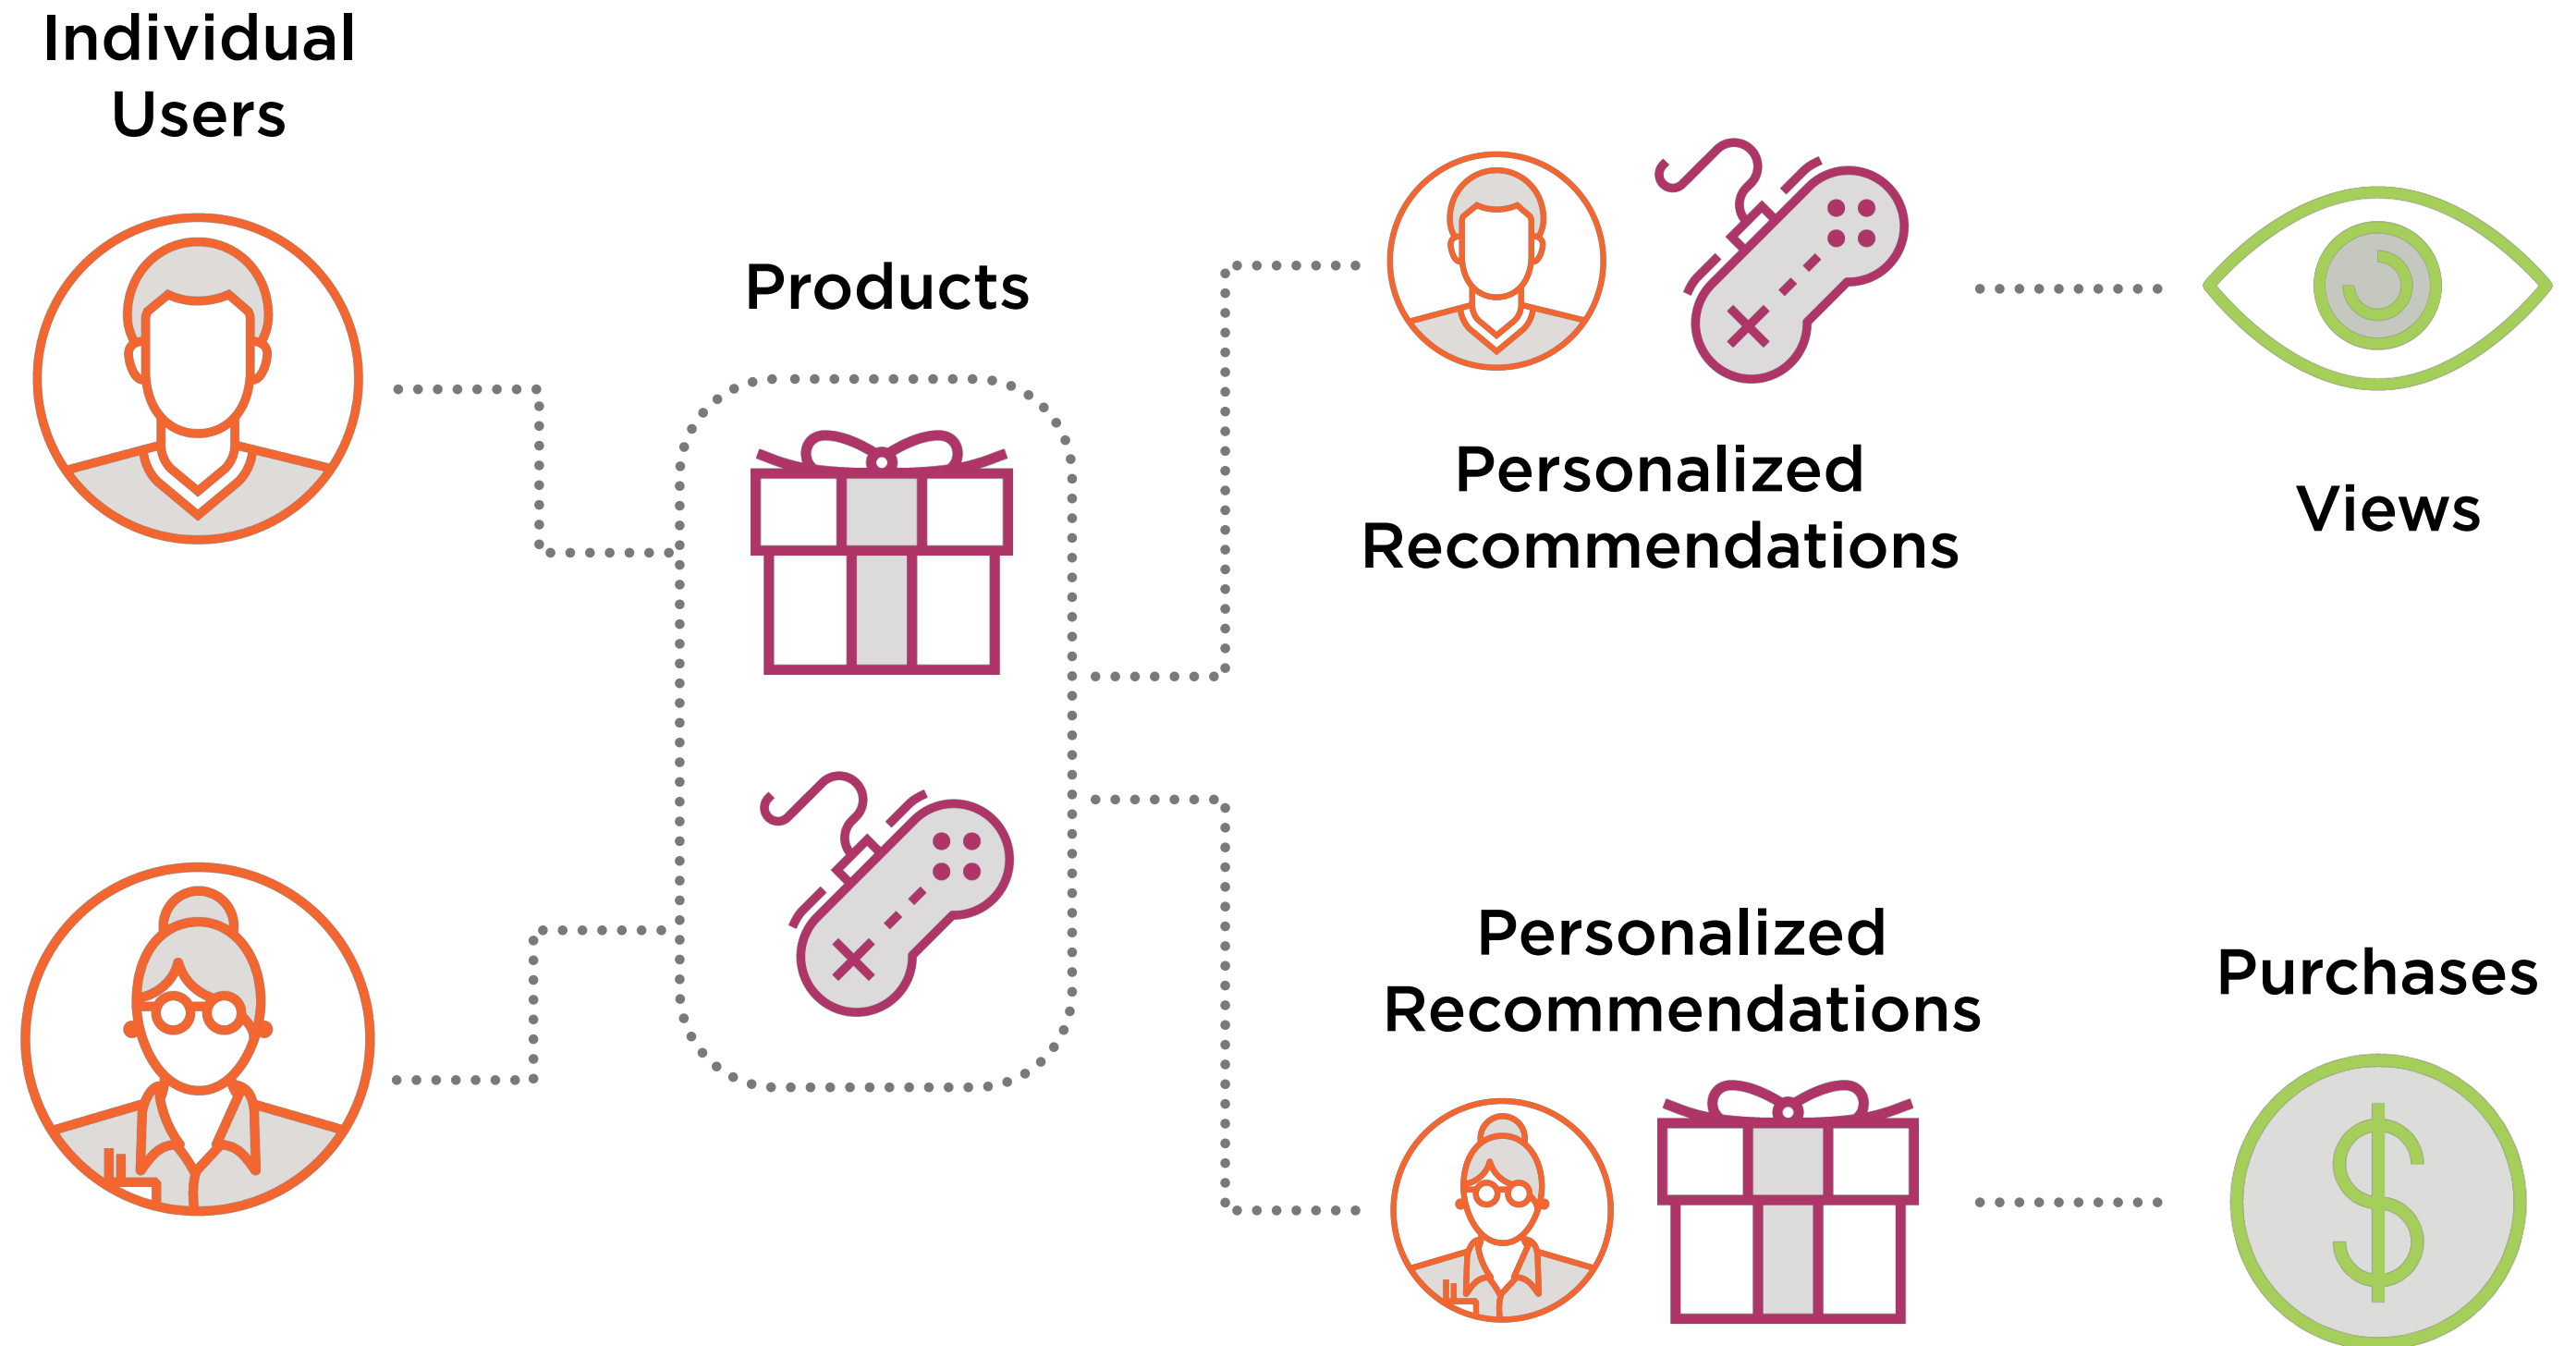 Individual
Users
Products
Personalized
Recommendations
Views
Personalized
Recommendations
Purchases